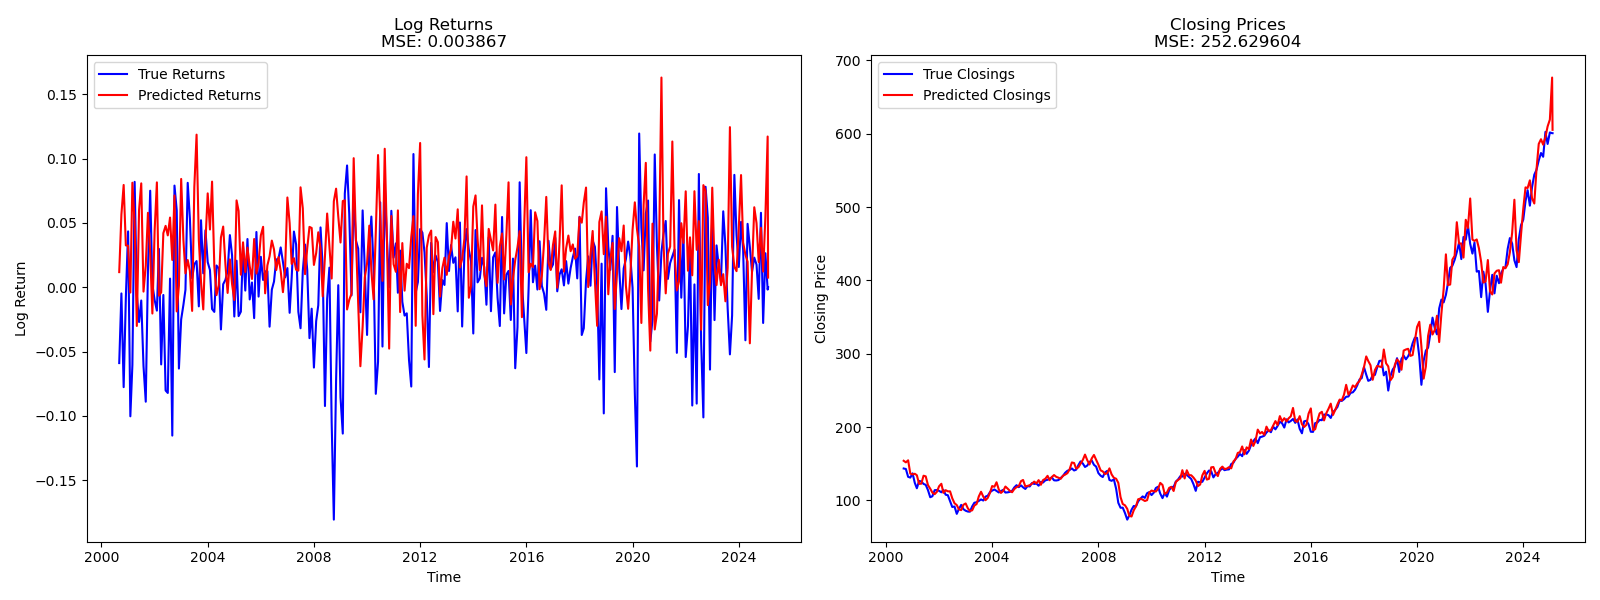 Log Returns
MSE: 0.003867
True Returns
Predicted Returns
0.15
0.10
0.05
0.00
−0.05
−0.10
−0.15
Log Return
2000
2004
2008
2012
2016
2020
2024
Time
Closing Prices
MSE: 252.629604
True Closings
Predicted Closings
700
600
500
400
300
200
100
Closing Price
2000
2004
2008
2012
2016
2020
2024
Time